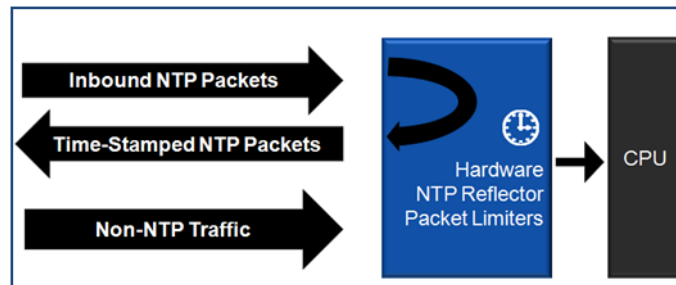 Inbound NTP Packets
Time-Stamped NTP Packets
Non-NTP Traffic
Hardware
NTP Reflector
Packet Limiters
CPU